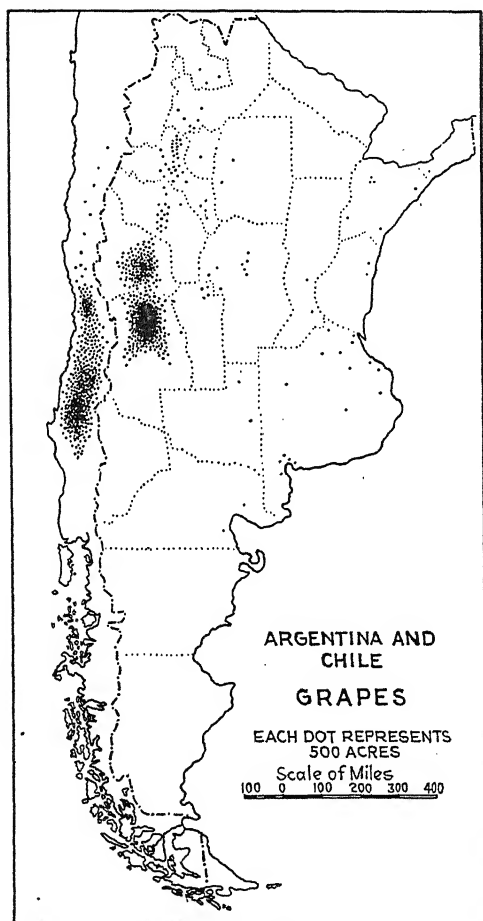 ARGENTINA AND
CHILE
GRAPES
EACH DOT REPRESENTS
500 ACRES
Scale of Miles
100 0 100 200 300 400